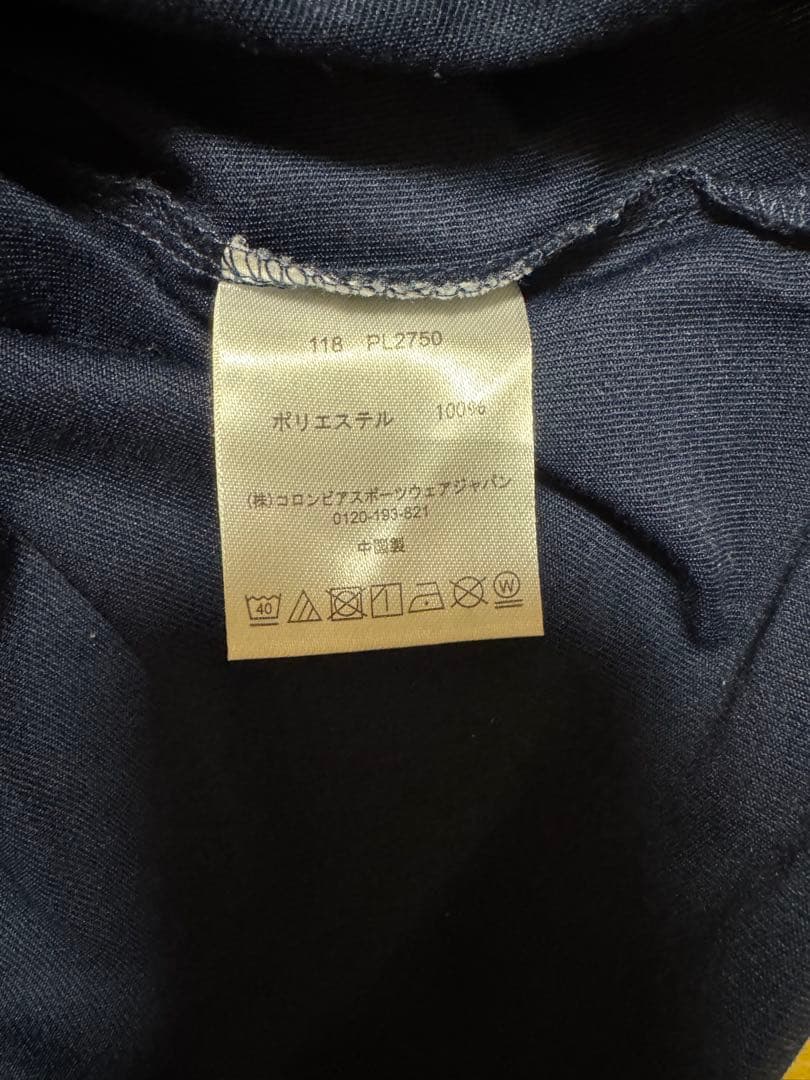 118 PL2750
ポリエステル 100%
(株)コロンビアスポーツウェアジャパン
0120-193-821
中国製
40 W